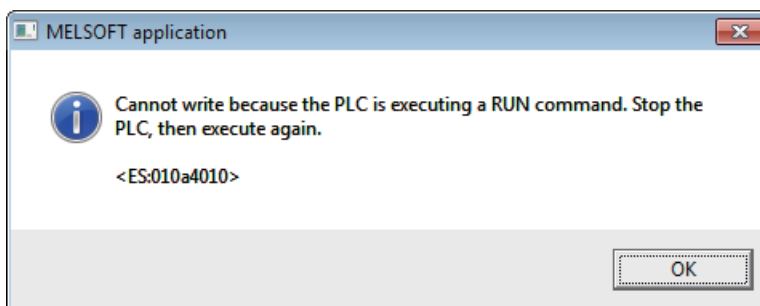 MELSOFT application
Cannot write because the PLC is executing a RUN command. Stop the
PLC, then execute again.
<ES:010a4010>
OK